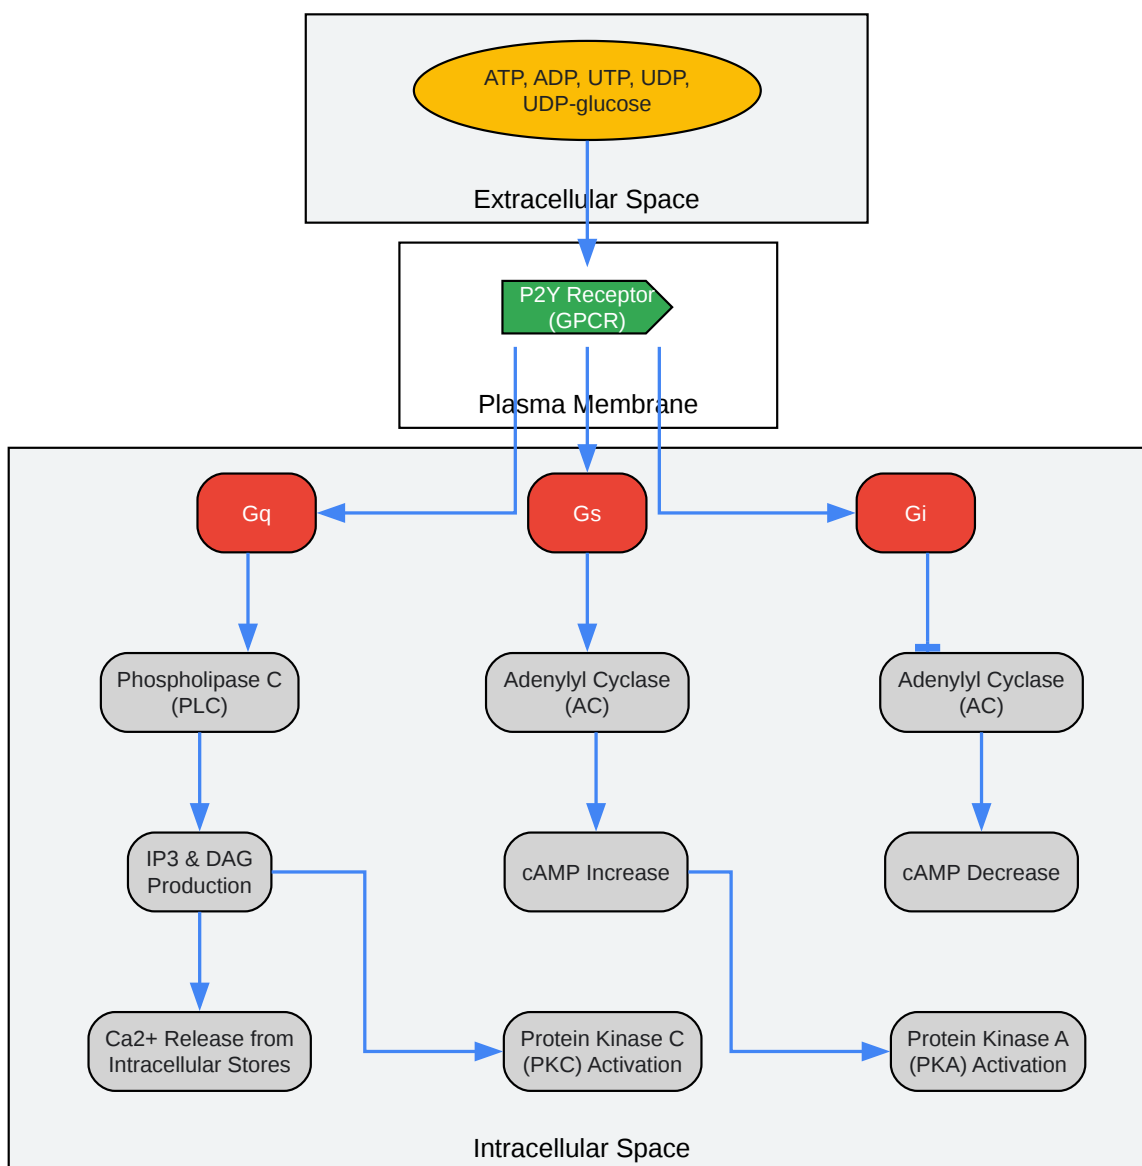 ATP, ADP, UTP, UDP,
UDP-glucose
Extracellular Space
P2Y Receptor
(GPCR)
Plasma Membrane
Gq
Gs
Gi
Phospholipase C
(PLC)
Adenylyl Cyclase
(AC)
Adenylyl Cyclase
(AC)
IP3 & DAG
Production
cAMP Increase
cAMP Decrease
Ca2+ Release from
Intracellular Stores
Protein Kinase C
(PKC) Activation
Protein Kinase A
(PKA) Activation
Intracellular Space